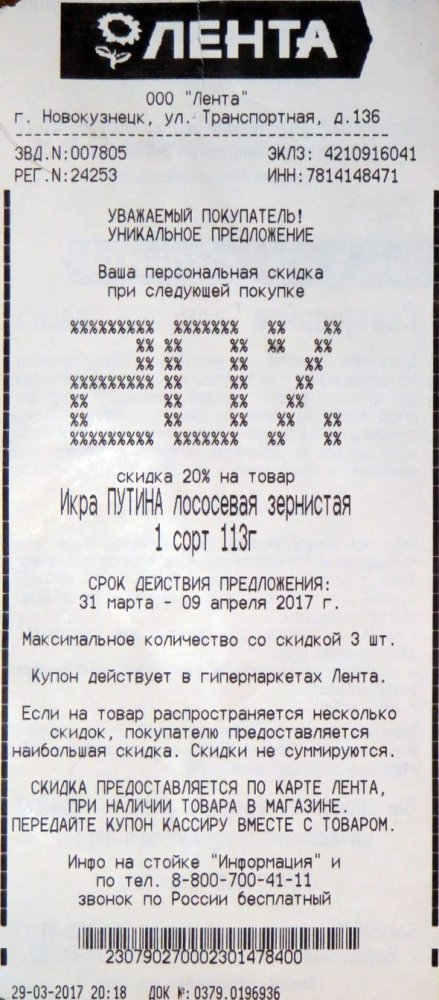 ЛЕНТА
ООО "Лента"
г. Новокузнецк, ул. Транспортная, д.136
ЗВД.N:007805 ЭКЛЗ: 4210916041
РЕГ.N:24253 ИНН:7814148471
УВАЖАЕМЫЙ ПОКУПАТЕЛЬ!
УНИКАЛЬНОЕ ПРЕДЛОЖЕНИЕ
Ваша персональная скидка
при следующей покупке
20%
скидка 20% на товар
Икра ПУТИНА лососевая зернистая
1 сорт 113г
СРОК ДЕЙСТВИЯ ПРЕДЛОЖЕНИЯ:
31 марта - 09 апреля 2017 г.
Максимальное количество со скидкой 3 шт.
Купон действует в гипермаркетах Лента.
Если на товар распространяется несколько
скидок, покупателю предоставляется
наибольшая скидка. Скидки не суммируются.
СКИДКА ПРЕДОСТАВЛЯЕТСЯ ПО КАРТЕ ЛЕНТА,
ПРИ НАЛИЧИИ ТОВАРА В МАГАЗИНЕ.
ПЕРЕДАЙТЕ КУПОН КАССИРУ ВМЕСТЕ С ТОВАРОМ.
Инфо на стойке "Информация" и
по тел. 8-800-700-41-11
звонок по России бесплатный
2307902700023014784​00
29-03-2017 20:18 ДОК №:0379.0196936